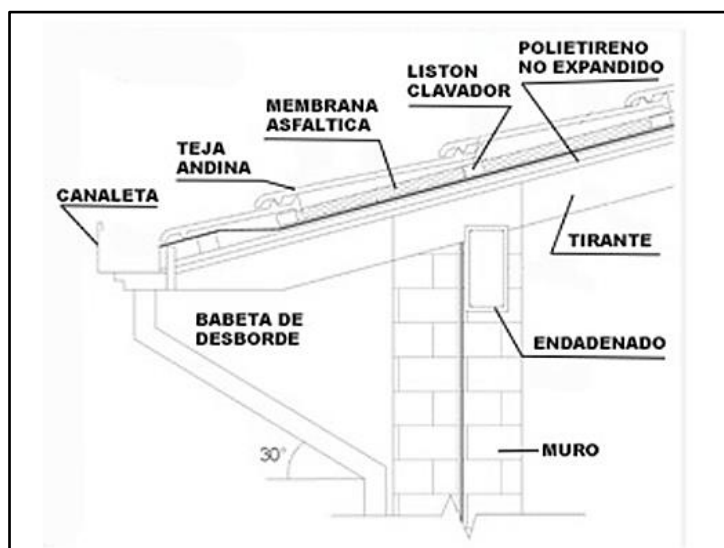 POLIETIRENO
NO EXPANDIDO
LISTON
CLAVADOR
MEMBRANA
ASFALTICA
TEJA
ANDINA
CANALETA
TIRANTE
BABETA DE
DESBORDE
ENDADENADO
MURO
30°